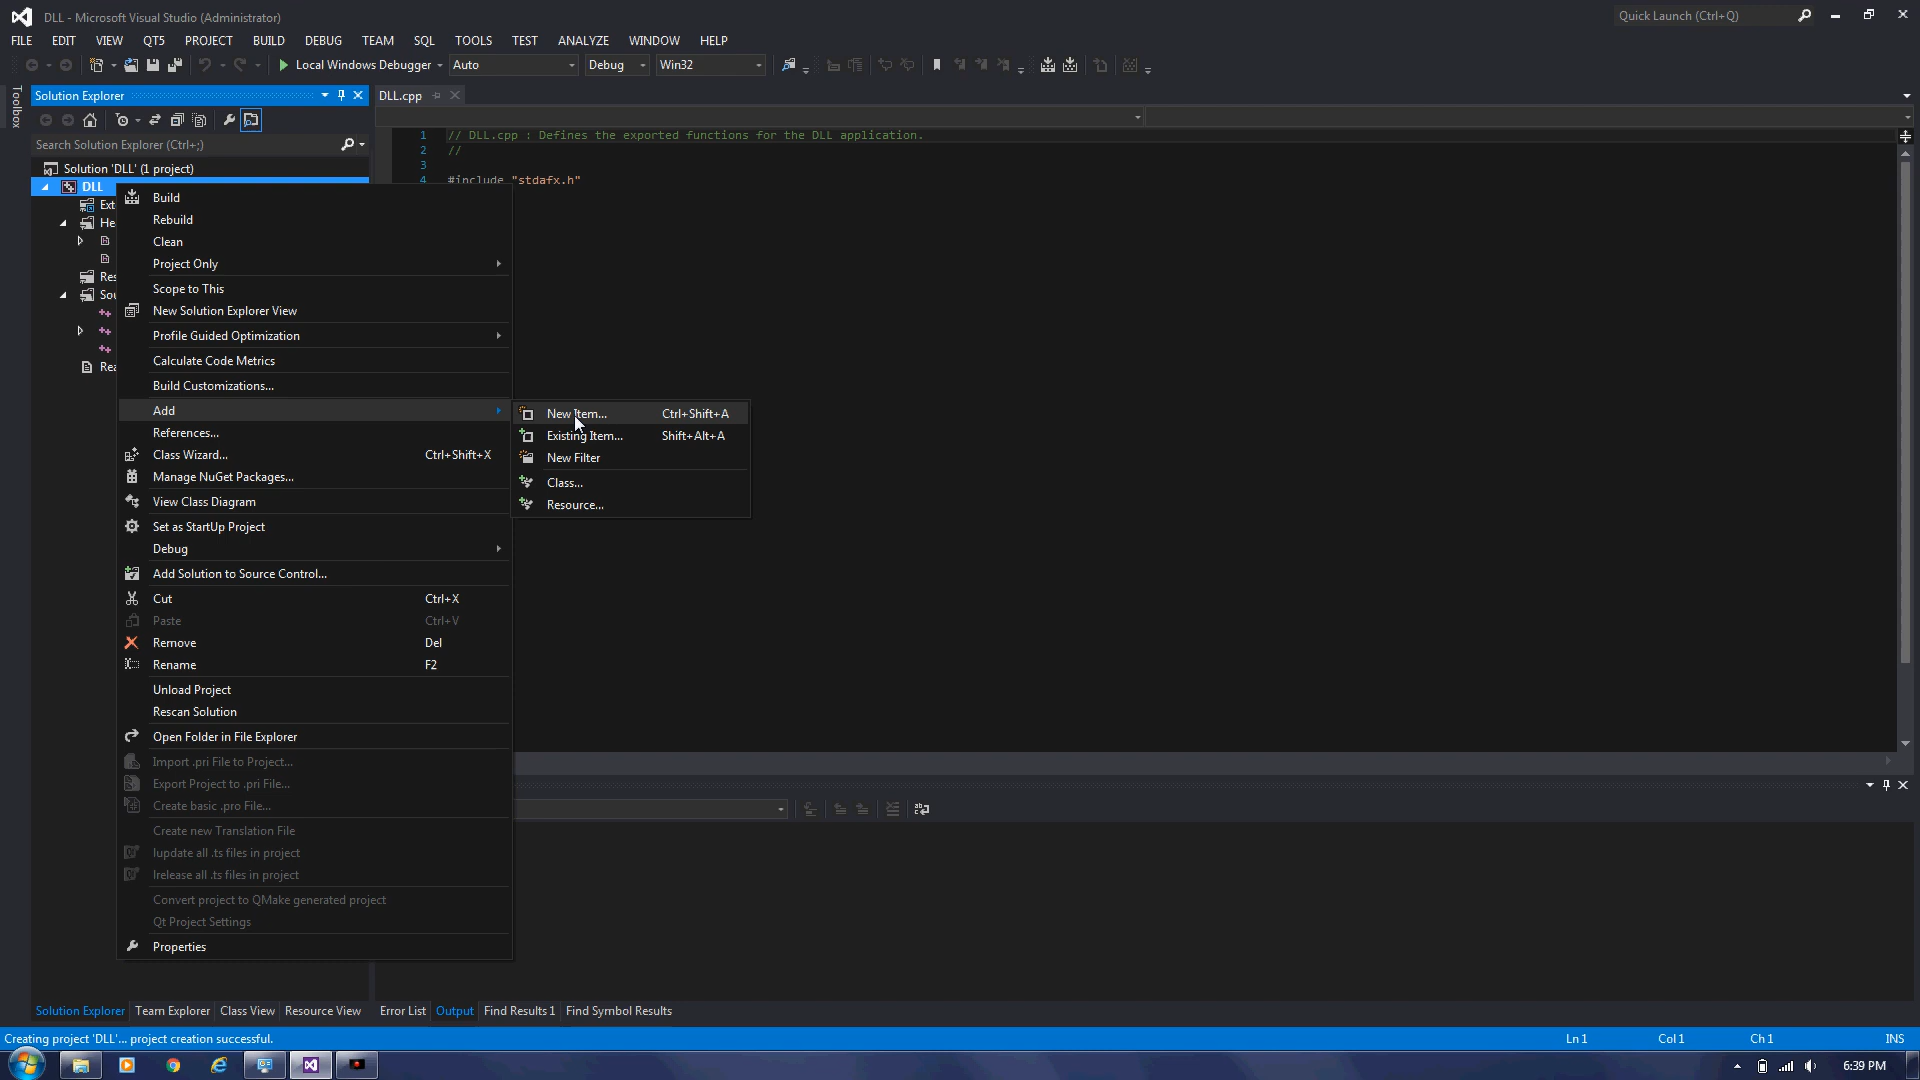 DLL - Microsoft Visual Studio (Administrator)
Quick Launch (Ctrl+Q)
FILE EDIT VIEW QT5 PROJECT BUILD DEBUG TEAM SQL TOOLS TEST ANALYZE WINDOW HELP
Local Windows Debugger Auto Debug Win32
Toolbox
Solution Explorer
DLL.cpp
Search Solution Explorer (Ctrl+;)
Solution 'DLL' (1 project)
DLL
Ext
He
Res
Sou
Rea
1 // DLL.cpp : Defines the exported functions for the DLL application.
2 //
3
4 #include "stdafx.h"
Build
Rebuild
Clean
Project Only
Scope to This
New Solution Explorer View
Profile Guided Optimization
Calculate Code Metrics
Build Customizations...
Add
References...
Class Wizard... Ctrl+Shift+X
Manage NuGet Packages...
View Class Diagram
Set as StartUp Project
Debug
Add Solution to Source Control...
Cut Ctrl+X
Paste Ctrl+V
Remove Del
Rename F2
Unload Project
Rescan Solution
Open Folder in File Explorer
Import .pri File to Project...
Export Project to .pri File...
Create basic .pro File...
Create new Translation File
lupdate all .ts files in project
lrelease all .ts files in project
Convert project to QMake generated project
Qt Project Settings
Properties
New Item... Ctrl+Shift+A
Existing Item... Shift+Alt+A
New Filter
Class...
Resource...
Solution Explorer Team Explorer Class View Resource View
Error List Output Find Results 1 Find Symbol Results
Creating project 'DLL'... project creation successful.
Ln 1 Col 1 Ch 1 INS
6:39 PM